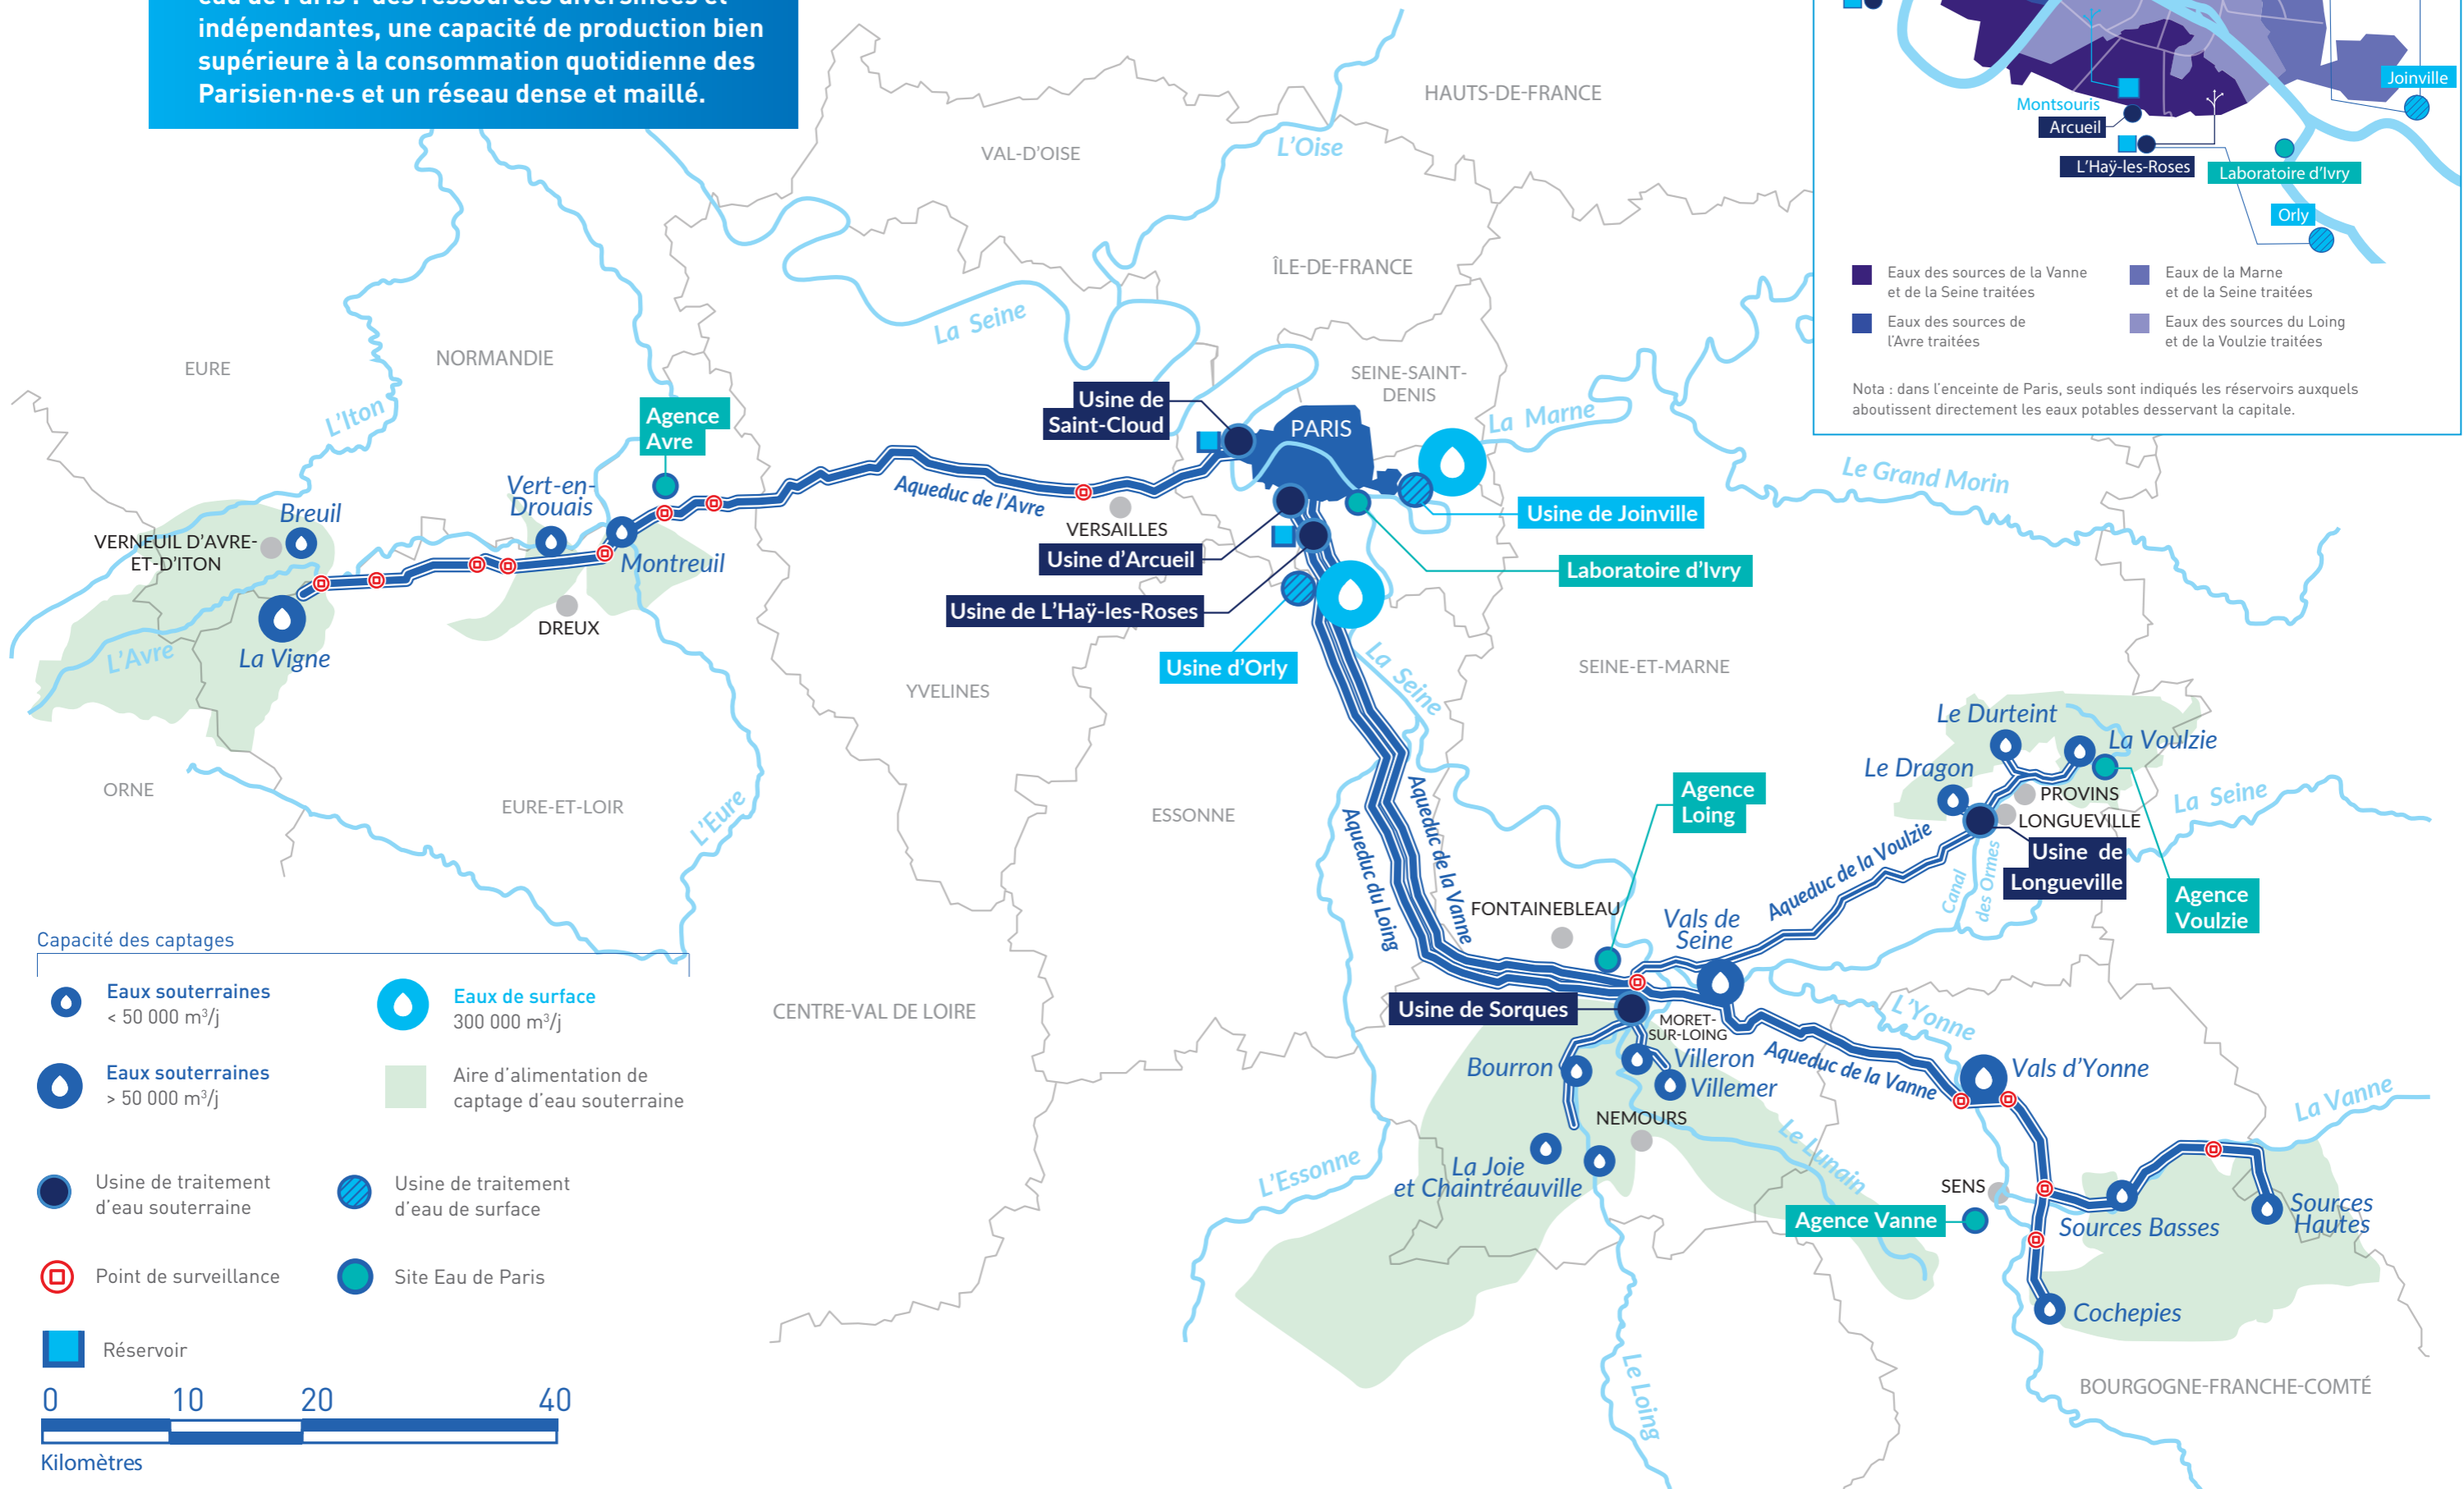 indépendantes, une capacité de production bien
supérieure à la consommation quotidienne des
Parisien·ne·s et un réseau dense et maillé.
Joinville
Montsouris
Arcueil
L'Haÿ-les-Roses
Laboratoire d'Ivry
Orly
Eaux des sources de la Vanne
et de la Seine traitées
Eaux de la Marne
et de la Seine traitées
Eaux des sources de
l'Avre traitées
Eaux des sources du Loing
et de la Voulzie traitées
Nota : dans l'enceinte de Paris, seuls sont indiqués les réservoirs auxquels
aboutissent directement les eaux potables desservant la capitale.
HAUTS-DE-FRANCE
VAL-D'OISE
L'Oise
ÎLE-DE-FRANCE
La Seine
EURE
NORMANDIE
L'Iton
SEINE-SAINT-
DENIS
Usine de
Saint-Cloud
PARIS
La Marne
Agence
Avre
Le Grand Morin
Vert-en-
Drouais
Aqueduc de l'Avre
Breuil
VERNEUIL D'AVRE-
ET-D'ITON
VERSAILLES
Usine de Joinville
Montreuil
Usine d'Arcueil
Laboratoire d'Ivry
Usine de L'Haÿ-les-Roses
DREUX
L'Avre
La Vigne
Usine d'Orly
La Seine
SEINE-ET-MARNE
YVELINES
Le Durteint
La Voulzie
Le Dragon
PROVINS
LONGUEVILLE
La Seine
ORNE
EURE-ET-LOIR
L'Eure
ESSONNE
Agence
Loing
Aqueduc du Loing
Aqueduc de la Vanne
Aqueduc de la Voulzie
Usine de
Longueville
Canal
des Ormes
Agence
Voulzie
FONTAINEBLEAU
Vals de
Seine
CENTRE-VAL DE LOIRE
Usine de Sorques
MORET-
SUR-LOING
L'Yonne
Bourron
Villeron
Villemer
Aqueduc de la Vanne
Vals d'Yonne
La Vanne
NEMOURS
Le Lunain
La Joie
et Chaintréauville
L'Essonne
SENS
Agence Vanne
Sources Basses
Sources
Hautes
Cochepies
Le Loing
BOURGOGNE-FRANCHE-COMTÉ
Capacité des captages
Eaux souterraines
< 50 000 m³/j
Eaux de surface
300 000 m³/j
Eaux souterraines
> 50 000 m³/j
Aire d'alimentation de
captage d'eau souterraine
Usine de traitement
d'eau souterraine
Usine de traitement
d'eau de surface
Point de surveillance
Site Eau de Paris
Réservoir
0 10 20 40
Kilomètres